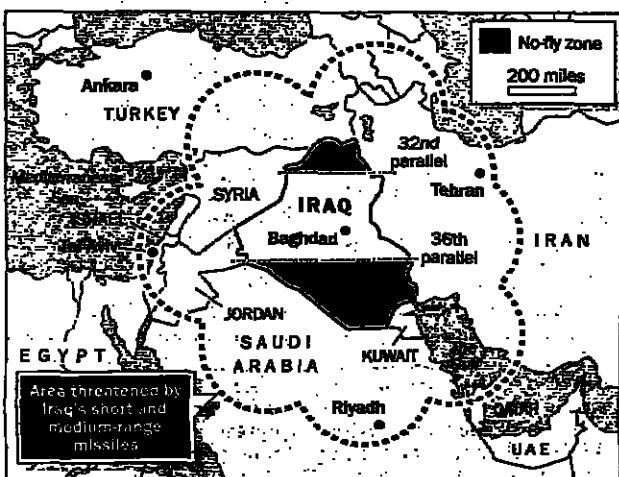 No-fly zone
200 miles
Ankara
TURKEY
32nd
parallel
Tehran
SYRIA
IRAQ
Baghdad
36th
parallel
IRAN
JORDAN
SAUDI
ARABIA
KUWAIT
EGYPT
Area threatened by
Iraq's short and
medium-range
missiles
Riyadh
QATAR
UAE